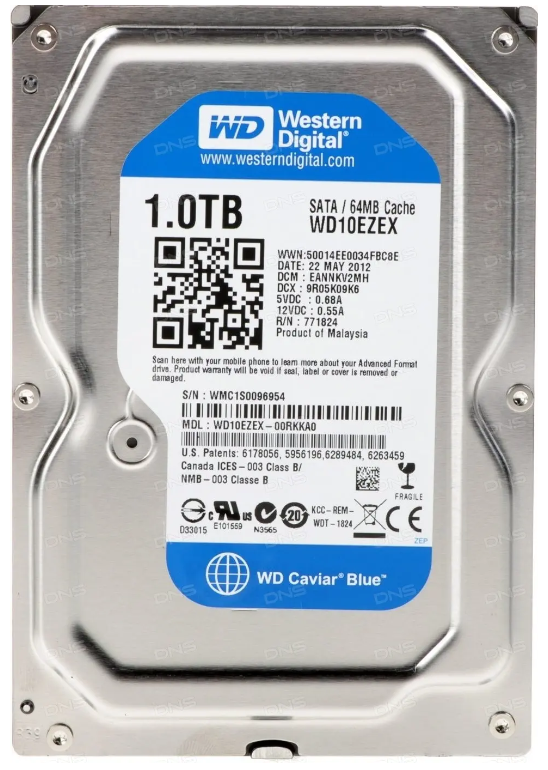 WD Western
Digital®
www.westerndigital.com
1.0TB
SATA / 64MB Cache
WD10EZEX
WWN:50014EE0034FBC8E
DATE: 22 MAY 2012
DCM : EANNKV2MH
DCX : 9R05K09K6
5VDC : 0.68A
12VDC : 0.55A
R/N : 771824
Product of Malaysia
Scan here with your mobile phone to learn more about your Advanced Format
drive. Product warranty will be void if seal, label or cover is removed or
damaged.
S/N : WMC1S0096954
MDL : WD10EZEX-00RKKA0
U.S. Patents: 6178056, 5956196,6289484, 6263459
Canada ICES-003 Class B/
NMB-003 Classe B
FRAGILE
D33015
c UR us
E101559
N3565
20
KCC-REM-
WDT-1824
CE
ZEP
WD Caviar® Blue™
DNS